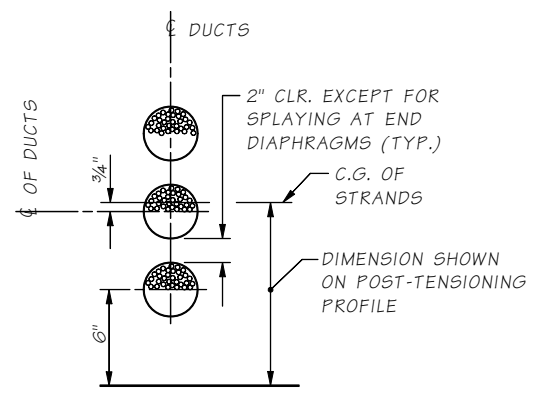 ℄ DUCTS
2" CLR. EXCEPT FOR
SPLAYING AT END
DIAPHRAGMS (TYP.)
℄ OF DUCTS
3/4"
C.G. OF
STRANDS
DIMENSION SHOWN
ON POST-TENSIONING
PROFILE
6"